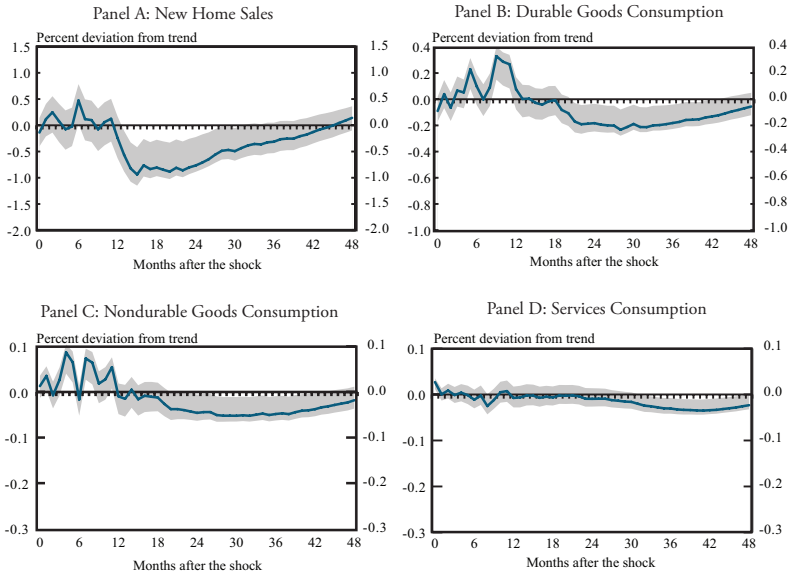 Panel A: New Home Sales
Percent deviation from trend
1.5 1.5
1.0 1.0
0.5 0.5
0.0 0.0
-0.5 -0.5
-1.0 -1.0
-1.5 -1.5
-2.0 -2.0
0 6 12 18 24 30 36 42 48
Months after the shock
Panel B: Durable Goods Consumption
Percent deviation from trend
0.4 0.4
0.2 0.2
0.0 0.0
-0.2 -0.2
-0.4 -0.4
-0.6 -0.6
-0.8 -0.8
-1.0 -1.0
0 6 12 18 24 30 36 42 48
Months after the shock
Panel C: Nondurable Goods Consumption
Percent deviation from trend
0.1 0.1
0.0 0.0
-0.1 -0.1
-0.2 -0.2
-0.3 -0.3
0 6 12 18 24 30 36 42 48
Months after the shock
Panel D: Services Consumption
Percent deviation from trend
0.1 0.1
0.0 0.0
-0.1 -0.1
-0.2 -0.2
-0.3 -0.3
0 6 12 18 24 30 36 42 48
Months after the shock